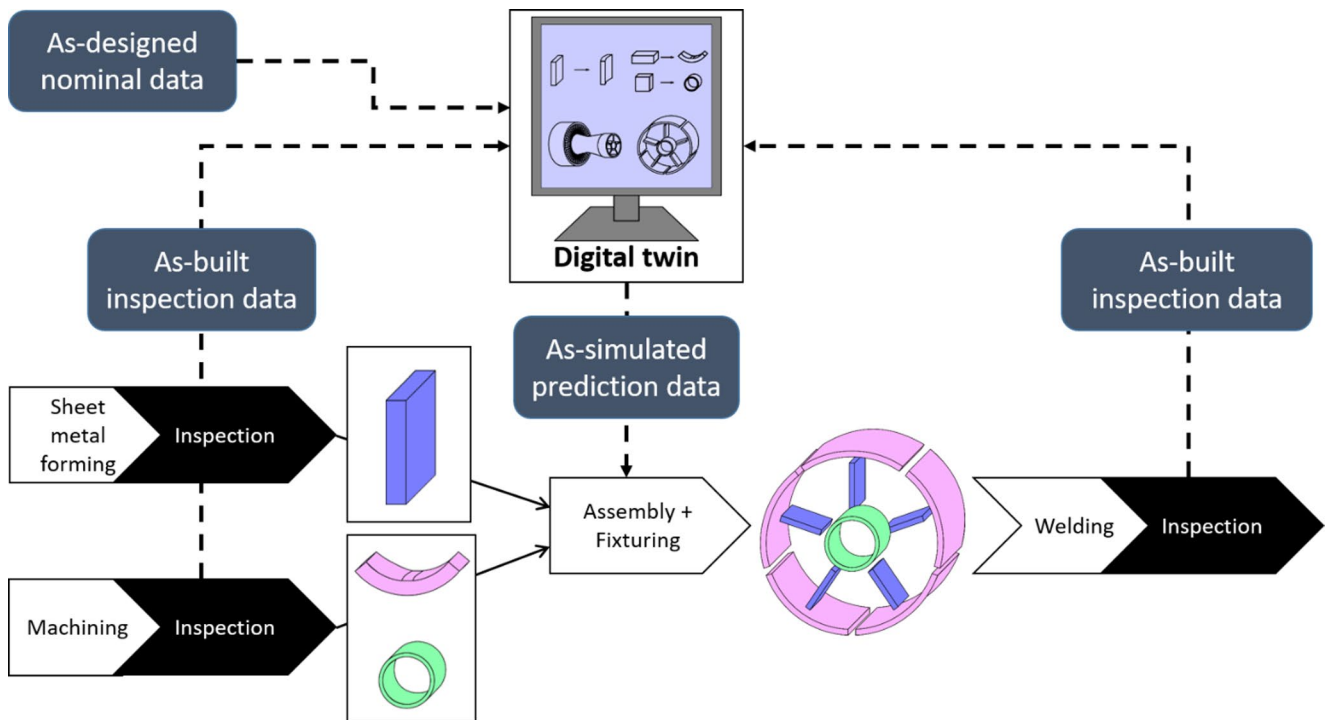 As-designed
nominal data
Digital twin
As-built
inspection data
As-built
inspection data
As-simulated
prediction data
Sheet
metal
forming
Inspection
Assembly +
Fixturing
Welding
Inspection
Machining
Inspection